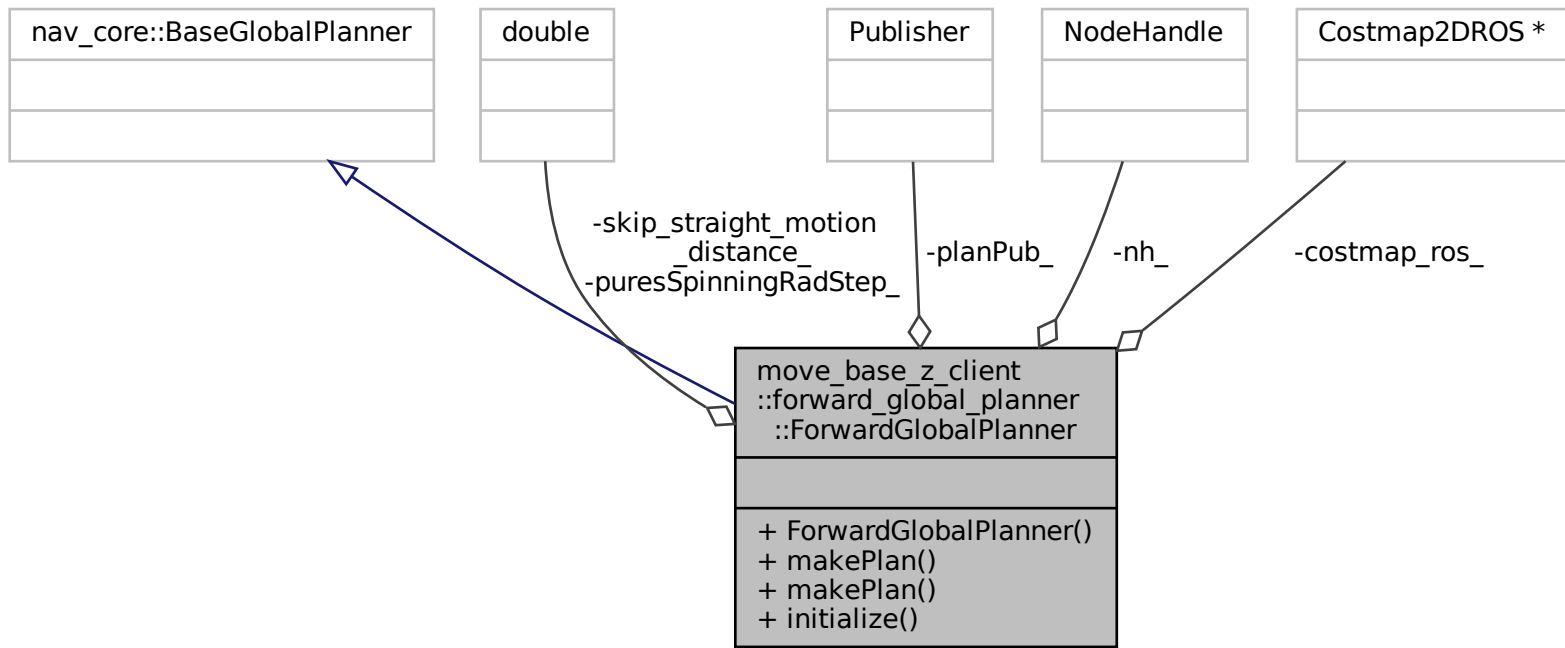 nav_core::BaseGlobalPlanner
double
Publisher
NodeHandle
Costmap2DROS *
-skip_straight_motion
_distance_
-puresSpinningRadStep_
-planPub_
-nh_
-costmap_ros_
move_base_z_client
::forward_global_planner
::ForwardGlobalPlanner
+ ForwardGlobalPlanner()
+ makePlan()
+ makePlan()
+ initialize()